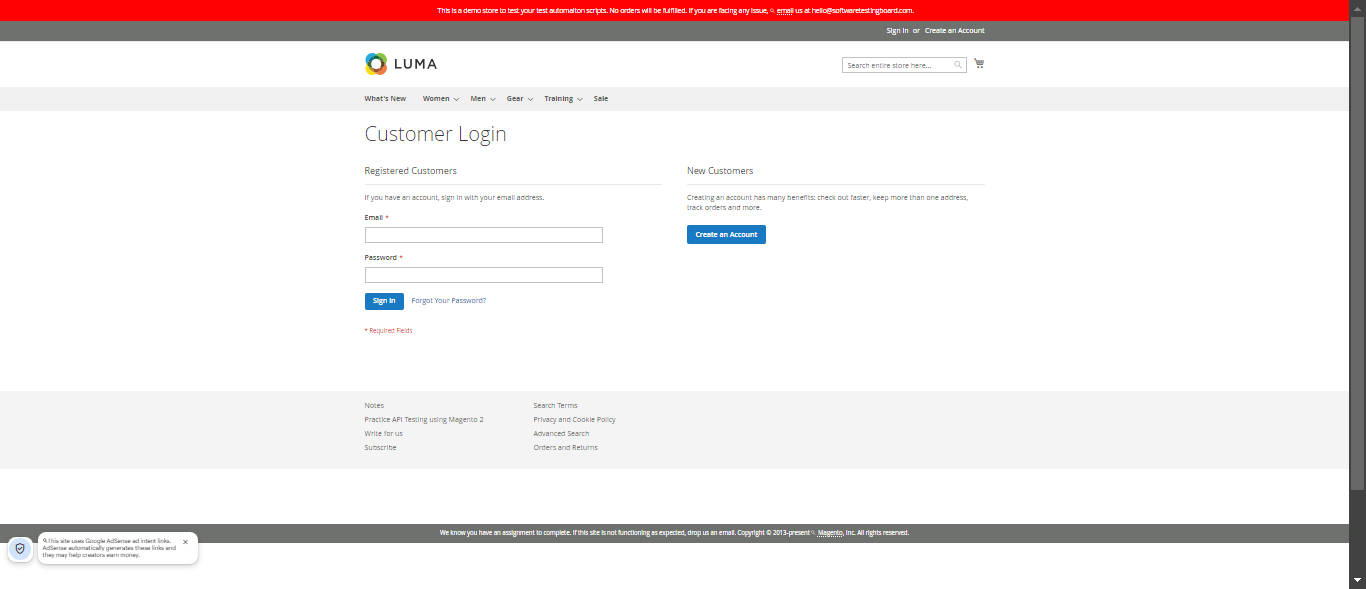 This is a demo store to test your test automaiton scripts. No orders will be fulfilled. If you are facing any issue, email us at hello@softwaretestingboard.com.
Sign In or Create an Account
LUMA
Search entire store here...
What's New Women Men Gear Training Sale
Customer Login
Registered Customers
If you have an account, sign in with your email address.
Email *
Password *
Sign In Forgot Your Password?
* Required Fields
New Customers
Creating an account has many benefits: check out faster, keep more than one address,
track orders and more.
Create an Account
Notes
Practice API Testing using Magento 2
Write for us
Subscribe
Search Terms
Privacy and Cookie Policy
Advanced Search
Orders and Returns
We know you have an assignment to complete. If this site is not functioning as expected, drop us an email. Copyright © 2013-present Magento, Inc. All rights reserved.
This site uses Google AdSense ad intent links.
AdSense automatically generates these links and
they may help creators earn money.